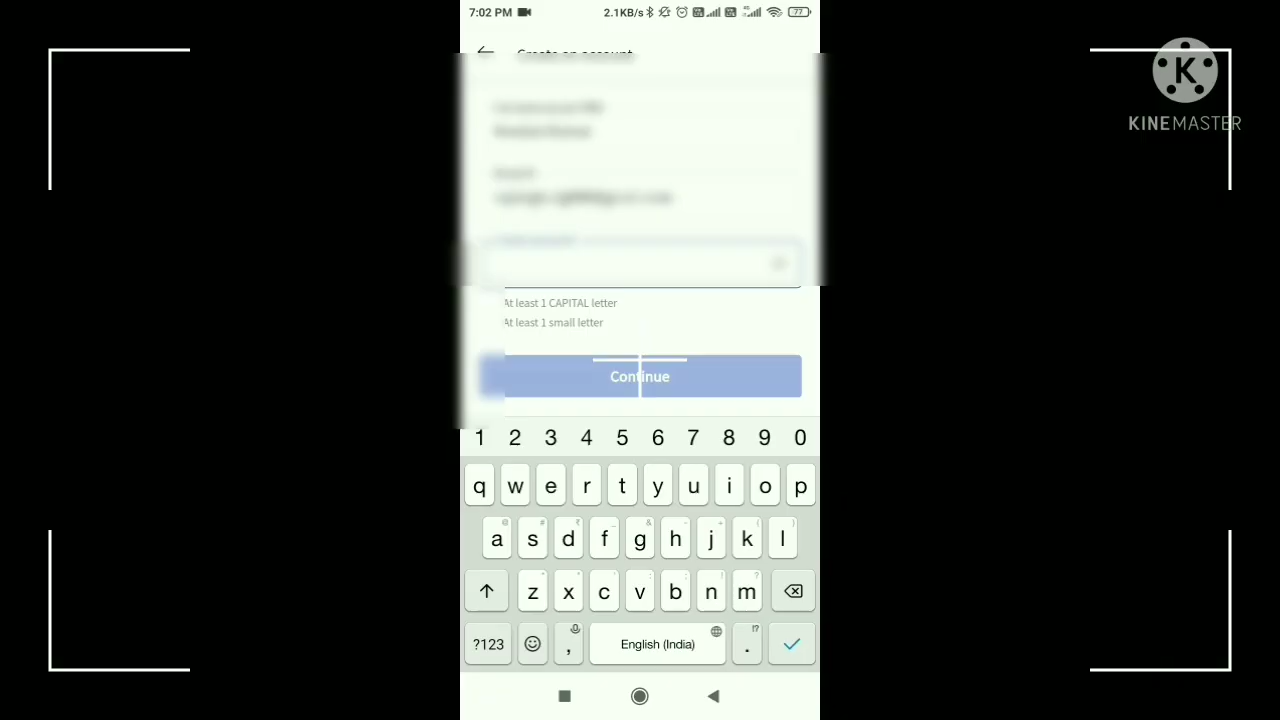 7:02 PM
2.1KB/s
77
Create an account
K
KINEMASTER
At least 1 CAPITAL letter
At least 1 small letter
Continue
1 2 3 4 5 6 7 8 9 0
q w e r t y u i o p
@ # ₹ _ & - + ( )
a s d f g h j k l
* " ' : ; ! ?
z x c v b n m
!?
?123 , English (India) .